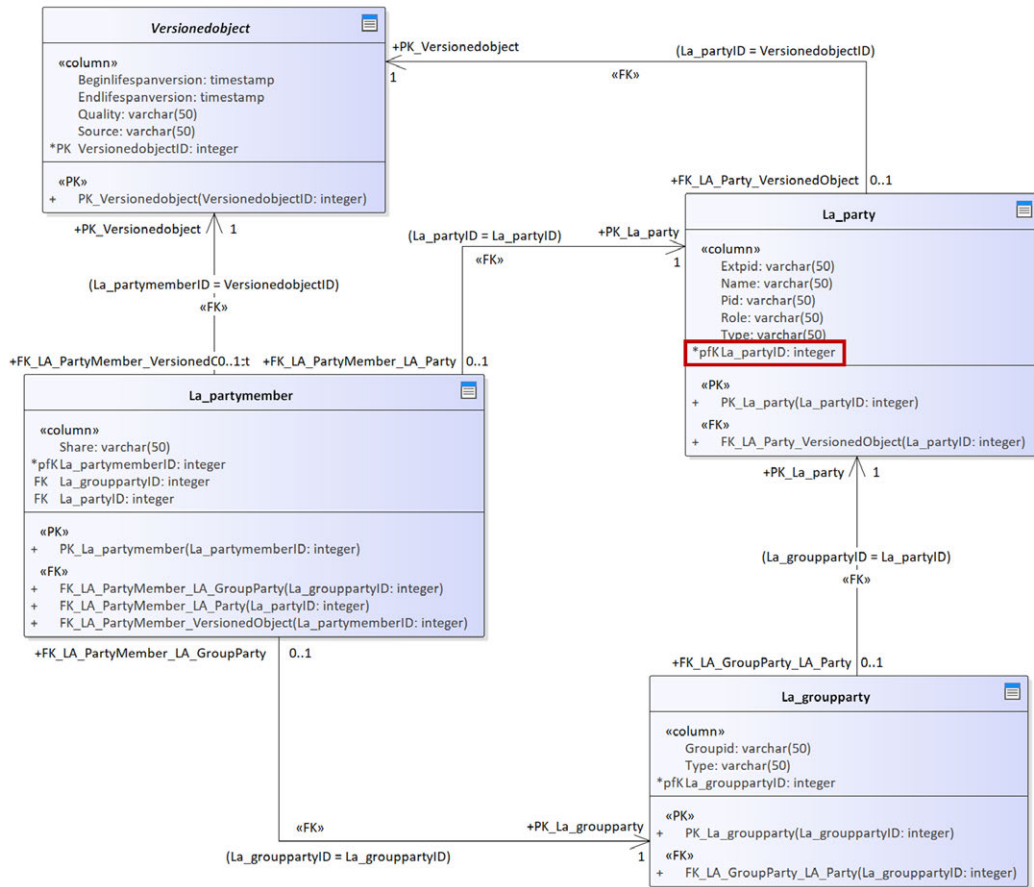 Versionedobject
«column»
Beginlifespanversion: timestamp
Endlifespanversion: timestamp
Quality: varchar(50)
Source: varchar(50)
*PK VersionedobjectID: integer
«PK»
+ PK_Versionedobject(VersionedobjectID: integer)
+PK_Versionedobject
1
(La_partyID = VersionedobjectID)
«FK»
+FK_LA_Party_VersionedObject 0..1
+PK_Versionedobject 1
(La_partymemberID = VersionedobjectID)
«FK»
(La_partyID = La_partyID)
«FK»
+PK_La_party
1
La_party
«column»
Extpid: varchar(50)
Name: varchar(50)
Pid: varchar(50)
Role: varchar(50)
Type: varchar(50)
*pfK La_partyID: integer
«PK»
+ PK_La_party(La_partyID: integer)
«FK»
+ FK_LA_Party_VersionedObject(La_partyID: integer)
+FK_LA_PartyMember_VersionedO0..1:t
+FK_LA_PartyMember_LA_Party 0..1
La_partymember
«column»
Share: varchar(50)
*pfK La_partymemberID: integer
FK La_grouppartyID: integer
FK La_partyID: integer
«PK»
+ PK_La_partymember(La_partymemberID: integer)
«FK»
+ FK_LA_PartyMember_LA_GroupParty(La_grouppartyID: integer)
+ FK_LA_PartyMember_LA_Party(La_partyID: integer)
+ FK_LA_PartyMember_VersionedObject(La_partymemberID: integer)
+PK_La_party 1
(La_grouppartyID = La_partyID)
«FK»
+FK_LA_GroupParty_LA_Party 0..1
+FK_LA_PartyMember_LA_GroupParty 0..1
La_groupparty
«column»
Groupid: varchar(50)
Type: varchar(50)
*pfK La_grouppartyID: integer
«PK»
+ PK_La_groupparty(La_grouppartyID: integer)
«FK»
+ FK_LA_GroupParty_LA_Party(La_grouppartyID: integer)
«FK»
(La_grouppartyID = La_grouppartyID)
+PK_La_groupparty
1